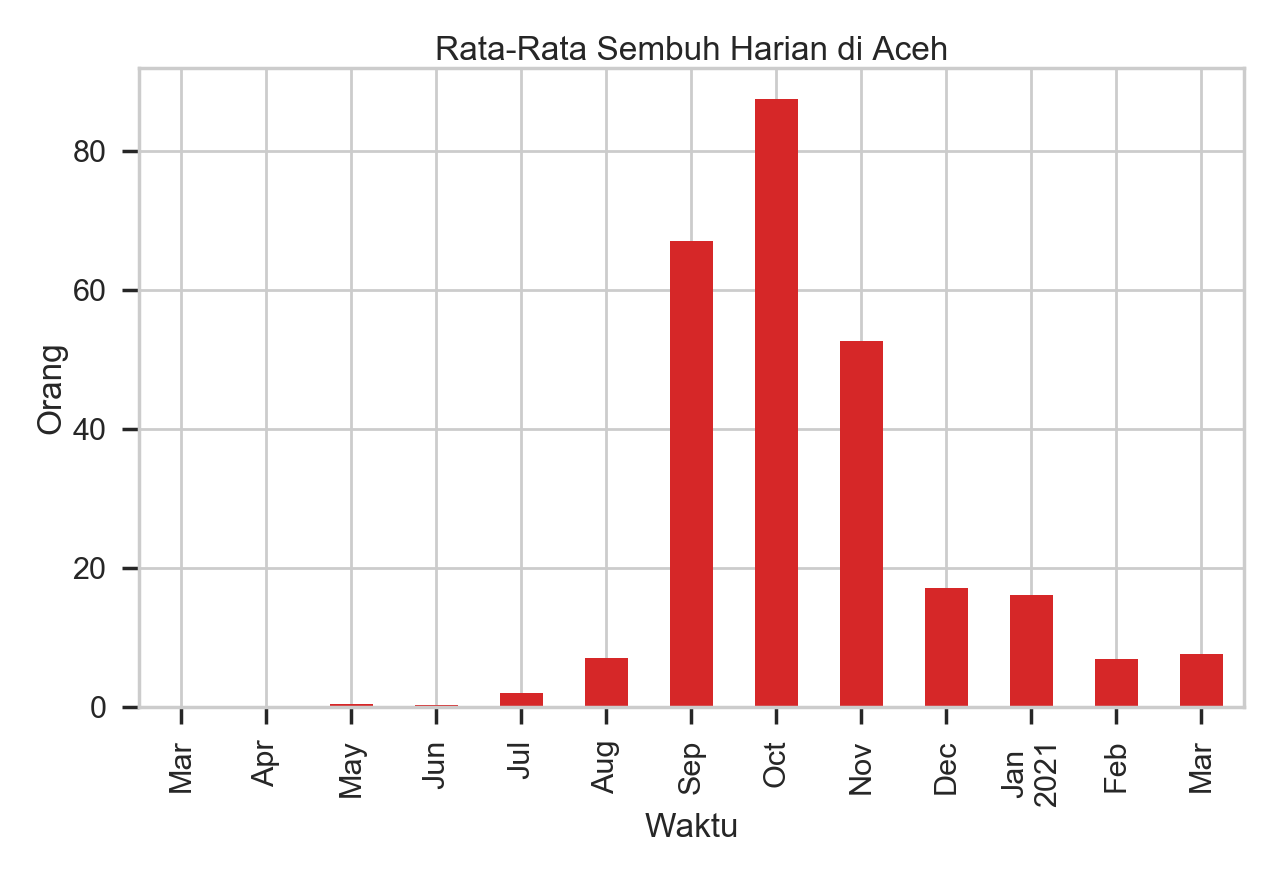 Rata-Rata Sembuh Harian di Aceh
80
60
40
20
0
Orang
Mar
Apr
May
Jun
Jul
Aug
Sep
Oct
Nov
Dec
Jan
2021
Feb
Mar
Waktu